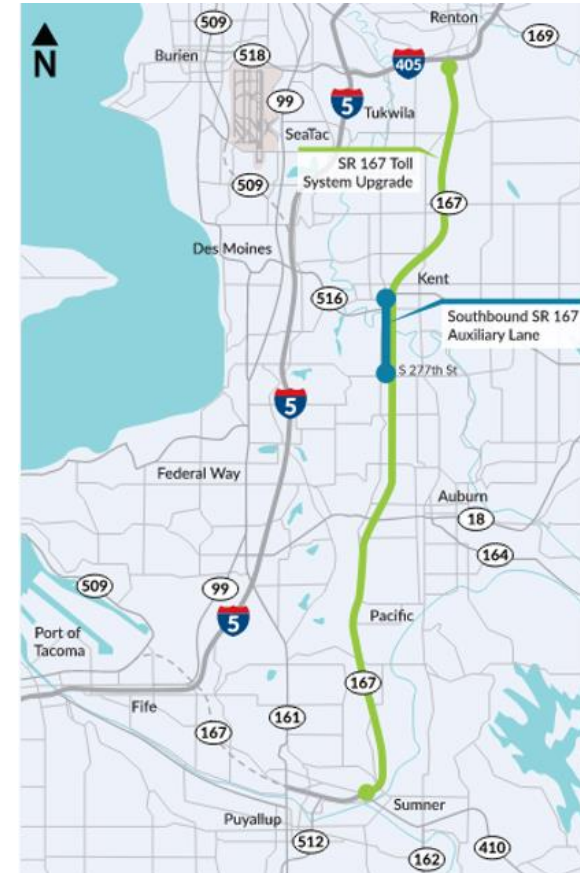 Renton
509
169
Burien
518
405
N
99
5
Tukwila
SeaTac
SR 167 Toll
System Upgrade
509
167
Des Moines
Kent
516
Southbound SR 167
Auxiliary Lane
S 277th St
5
Federal Way
Auburn
18
164
509
99
5
Pacific
Port of
Tacoma
167
Fife
161
167
Sumner
Puyallup
512
410
162